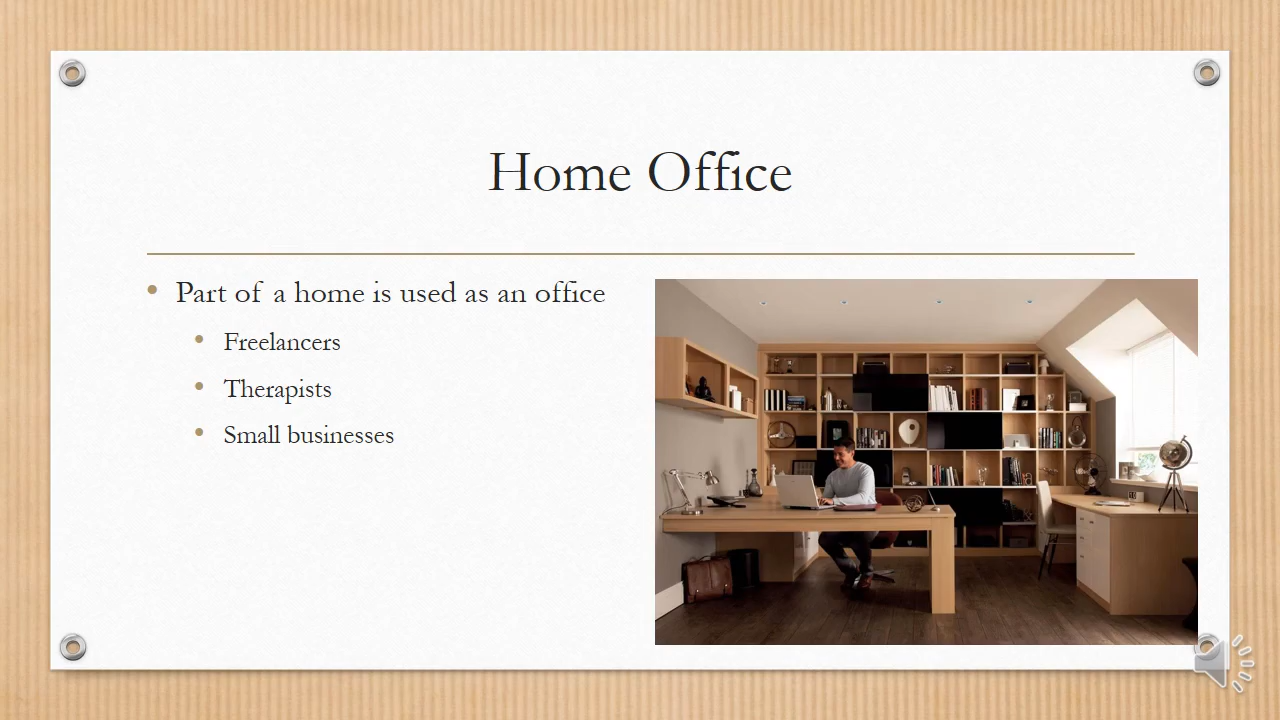 Home Office
Part of a home is used as an office
Freelancers
Therapists
Small businesses